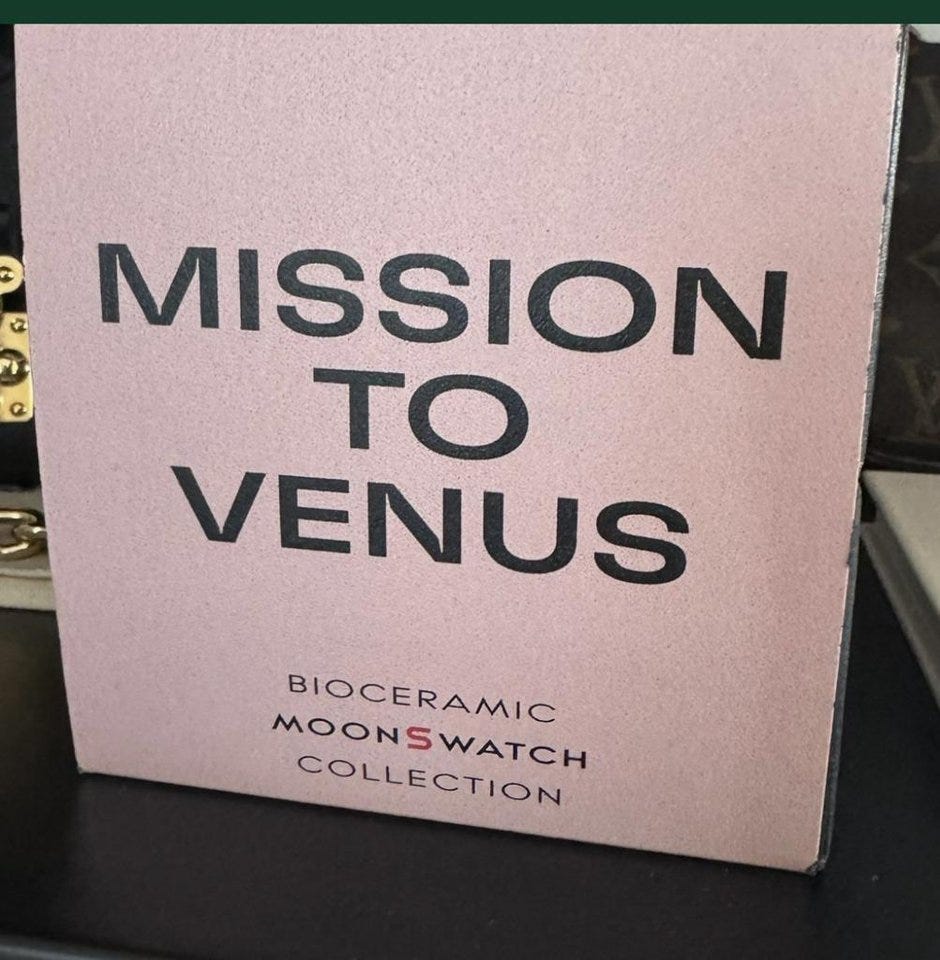 MISSION
TO
VENUS
BIOCERAMIC
MOONSWATCH
COLLECTION